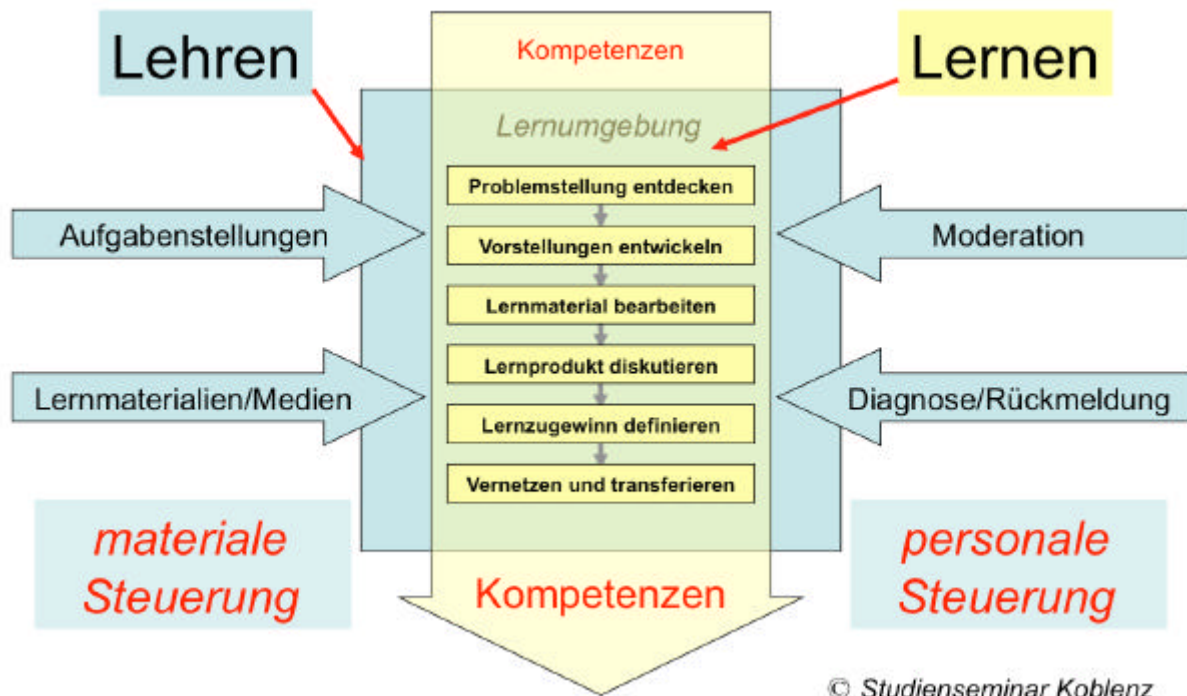 Lehren
Kompetenzen
Lernen
Lernumgebung
Problemstellung entdecken
Aufgabenstellungen
Vorstellungen entwickeln
Moderation
Lernmaterial bearbeiten
Lernprodukt diskutieren
Lernmaterialien/Medien
Diagnose/Rückmeldung
Lernzugewinn definieren
Vernetzen und transferieren
materiale
Steuerung
personale
Steuerung
Kompetenzen
© Studienseminar Koblenz